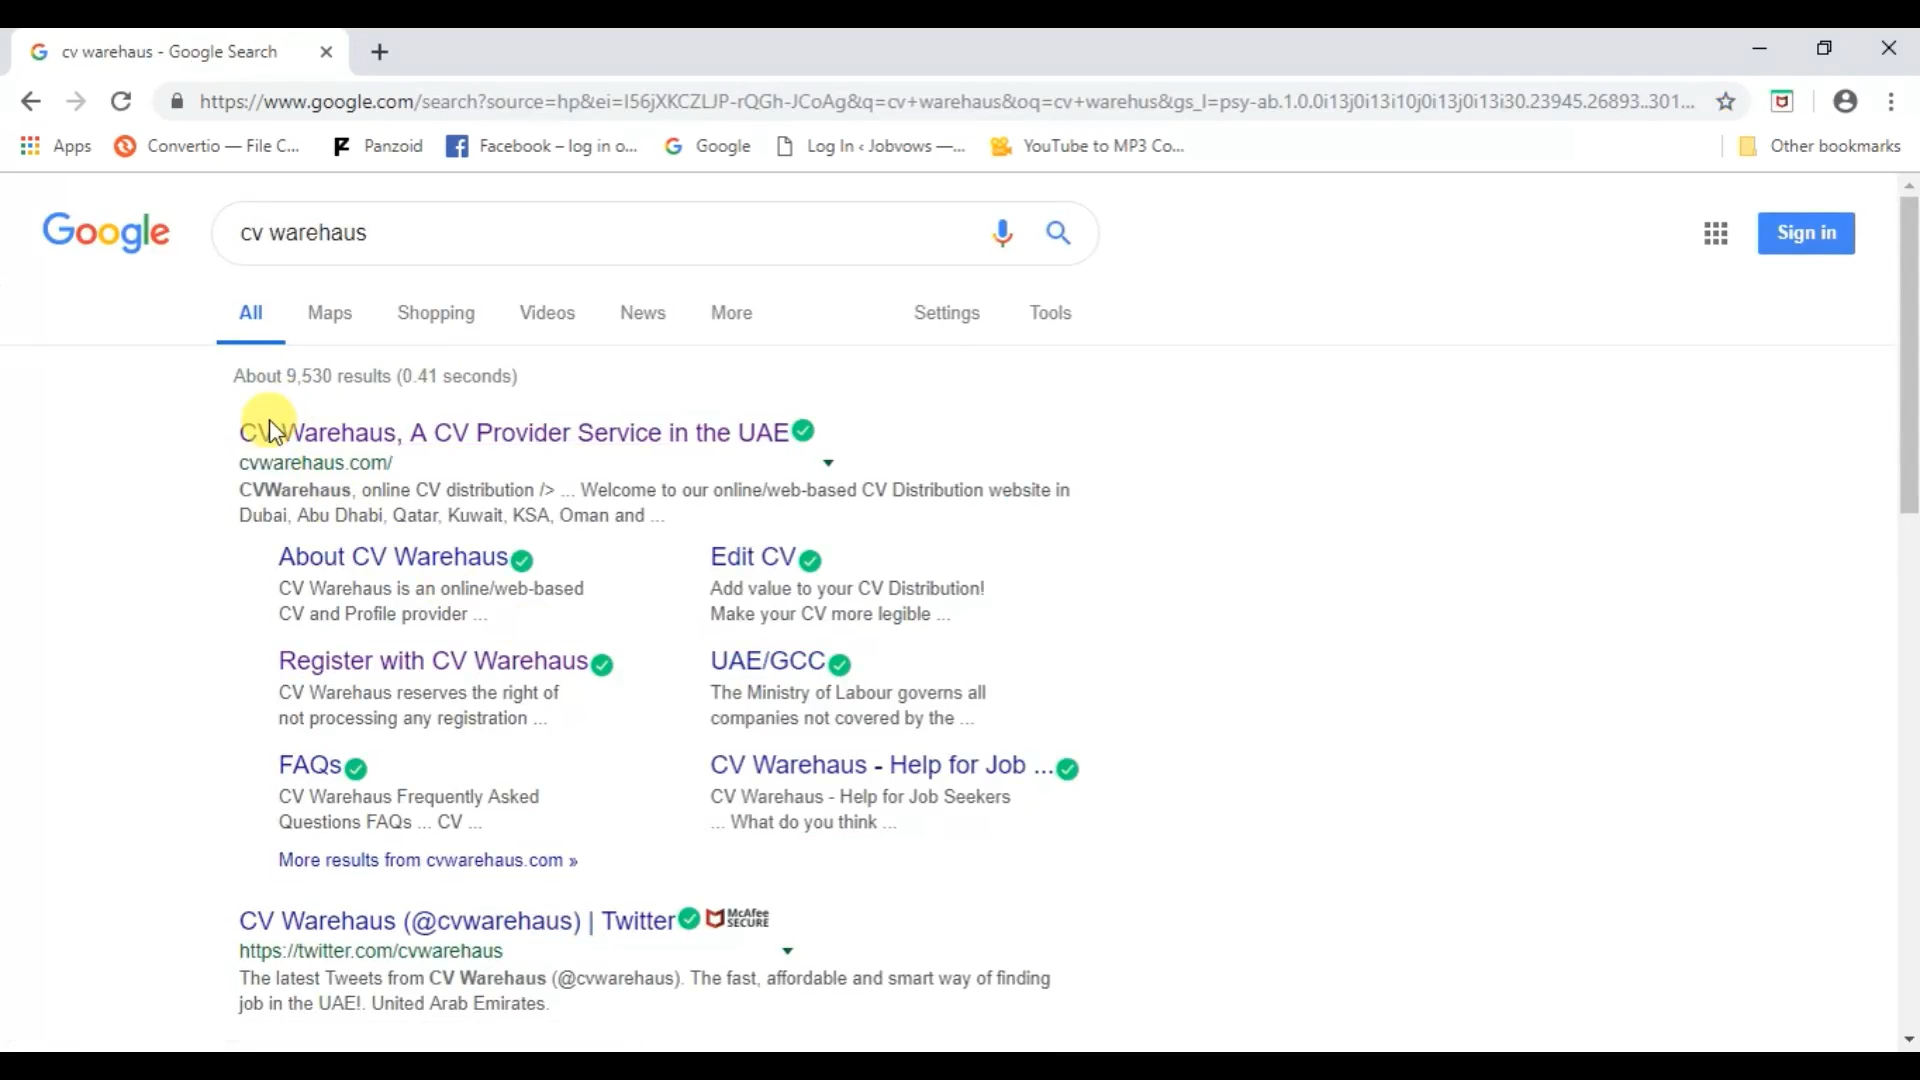 cv warehaus - Google Search
https://www.google.com/search?source=hp&ei=I56jXKCZLJP-rQGh-JCoAg&q=cv+warehaus&oq=cv+warehus&gs_l=psy-ab.1.0.0i13j0i13i10j0i13j0i13i30.23945.26893..301...
Apps Convertio — File C... Panzoid Facebook – log in o... Google Log In ‹ Jobvows —... YouTube to MP3 Co... Other bookmarks
Google cv warehaus Sign in
All Maps Shopping Videos News More Settings Tools
About 9,530 results (0.41 seconds)
CV Warehaus, A CV Provider Service in the UAE
cvwarehaus.com/
CVWarehaus, online CV distribution /> ... Welcome to our online/web-based CV Distribution website in
Dubai, Abu Dhabi, Qatar, Kuwait, KSA, Oman and ...
About CV Warehaus
CV Warehaus is an online/web-based
CV and Profile provider ...
Edit CV
Add value to your CV Distribution!
Make your CV more legible ...
Register with CV Warehaus
CV Warehaus reserves the right of
not processing any registration ...
UAE/GCC
The Ministry of Labour governs all
companies not covered by the ...
FAQs
CV Warehaus Frequently Asked
Questions FAQs ... CV ...
CV Warehaus - Help for Job ...
CV Warehaus - Help for Job Seekers
... What do you think ...
More results from cvwarehaus.com »
CV Warehaus (@cvwarehaus) | Twitter McAfee SECURE
https://twitter.com/cvwarehaus
The latest Tweets from CV Warehaus (@cvwarehaus). The fast, affordable and smart way of finding
job in the UAE!. United Arab Emirates.